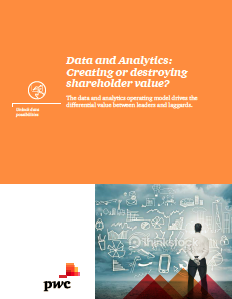 Data and Analytics:
Creating or destroying
shareholder value?
The data and analytics operating model drives the
differential value between leaders and laggards.
Unlock data
possibilities
thinkstock
pwc